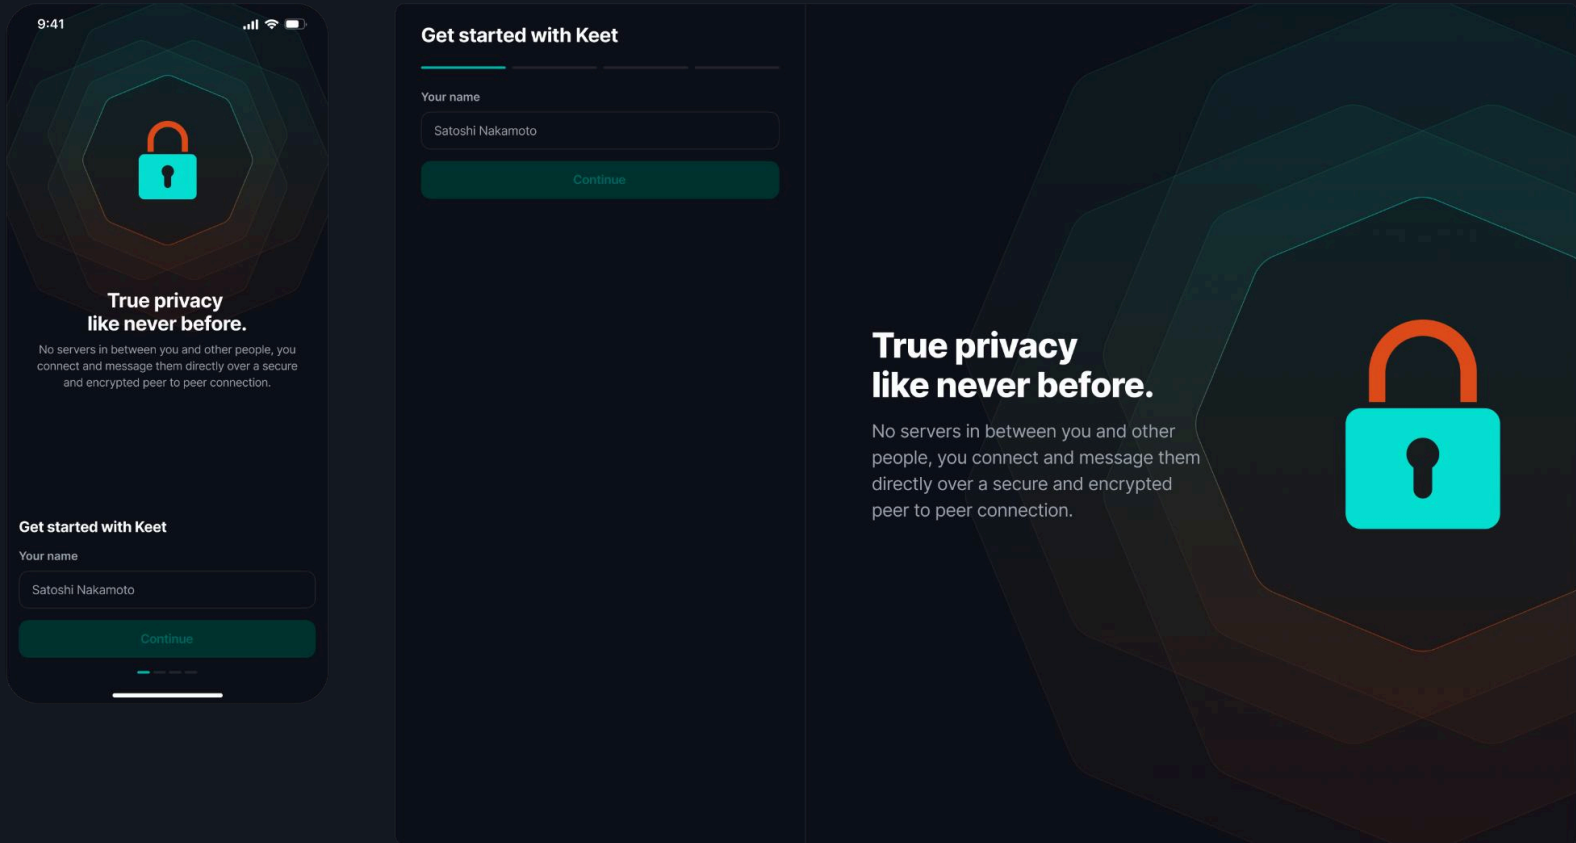 9:41
True privacy
like never before.
No servers in between you and other people, you
connect and message them directly over a secure
and encrypted peer to peer connection.
Get started with Keet
Your name
Satoshi Nakamoto
Continue
Get started with Keet
Your name
Satoshi Nakamoto
Continue
True privacy
like never before.
No servers in between you and other
people, you connect and message them
directly over a secure and encrypted
peer to peer connection.